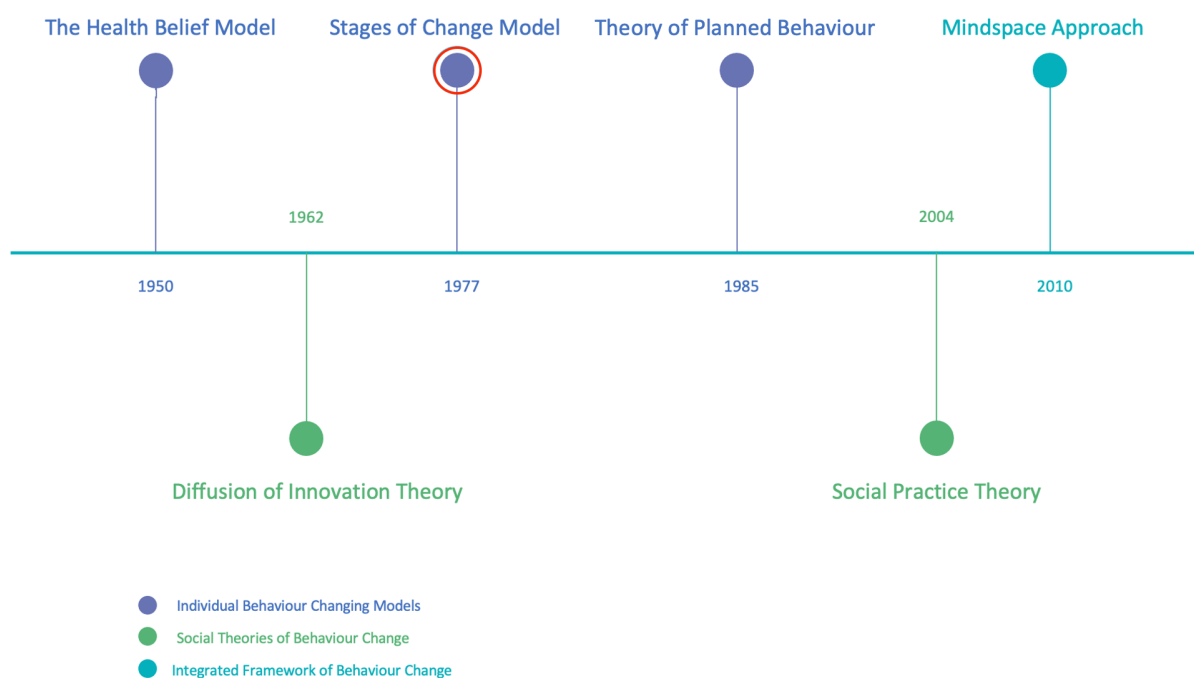 The Health Belief Model
Stages of Change Model
Theory of Planned Behaviour
Mindspace Approach
1962
2004
1950
1977
1985
2010
Diffusion of Innovation Theory
Social Practice Theory
Individual Behaviour Changing Models
Social Theories of Behaviour Change
Integrated Framework of Behaviour Change